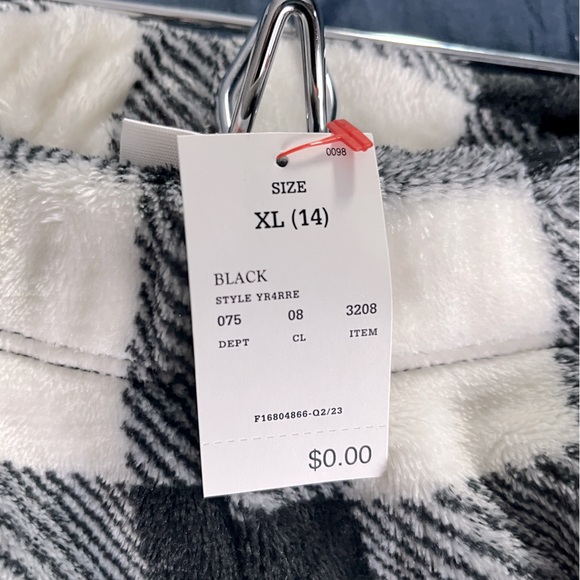 0098
SIZE
XL (14)
BLACK
STYLE YR4RRE
075 08 3208
DEPT CL ITEM
F16804866-Q2/23
$0.00